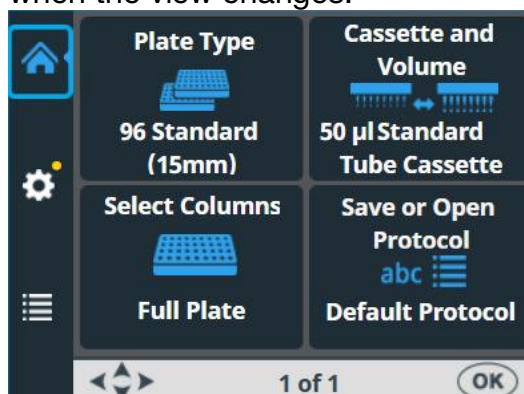 when the view changes.
Plate Type
96 Standard
(15mm)
Cassette and
Volume
50 µl Standard
Tube Cassette
Select Columns
Full Plate
Save or Open
Protocol
abc
Default Protocol
1 of 1
OK